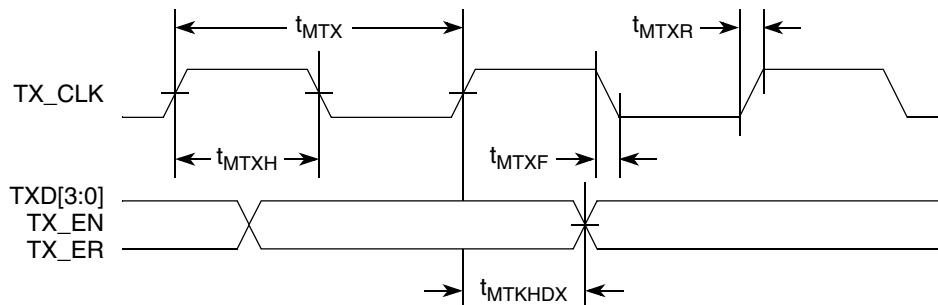 tMTX
tMTXR
TX_CLK
tMTXH
tMTXF
TXD[3:0]
TX_EN
TX_ER
tMTKHDX